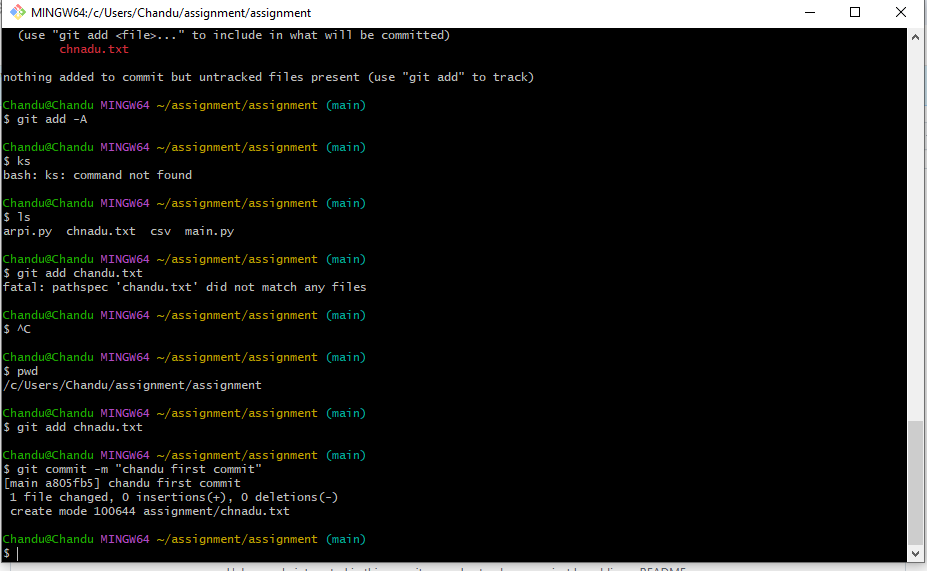 MINGW64:/c/Users/Chandu/assignment/assignment
(use "git add <file>..." to include in what will be committed)
chnadu.txt
nothing added to commit but untracked files present (use "git add" to track)
Chandu@Chandu MINGW64 ~/assignment/assignment (main)
$ git add -A
Chandu@Chandu MINGW64 ~/assignment/assignment (main)
$ ks
bash: ks: command not found
Chandu@Chandu MINGW64 ~/assignment/assignment (main)
$ ls
arpi.py  chnadu.txt  csv  main.py
Chandu@Chandu MINGW64 ~/assignment/assignment (main)
$ git add chandu.txt
fatal: pathspec 'chandu.txt' did not match any files
Chandu@Chandu MINGW64 ~/assignment/assignment (main)
$ ^C
Chandu@Chandu MINGW64 ~/assignment/assignment (main)
$ pwd
/c/Users/Chandu/assignment/assignment
Chandu@Chandu MINGW64 ~/assignment/assignment (main)
$ git add chnadu.txt
Chandu@Chandu MINGW64 ~/assignment/assignment (main)
$ git commit -m "chandu first commit"
[main a805fb5] chandu first commit
1 file changed, 0 insertions(+), 0 deletions(-)
create mode 100644 assignment/chnadu.txt
Chandu@Chandu MINGW64 ~/assignment/assignment (main)
$